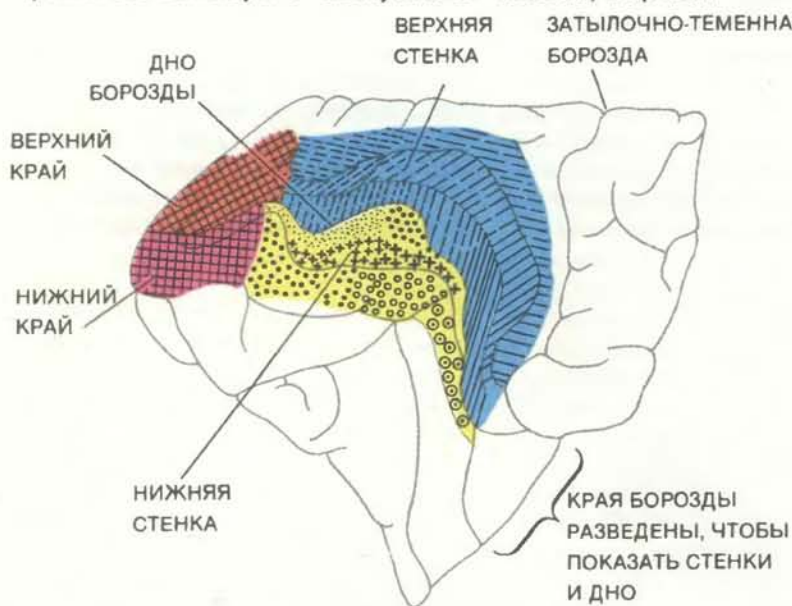 ВЕРХНЯЯ
СТЕНКА
ЗАТЫЛОЧНО-ТЕМЕННА
БОРОЗДА
ДНО
БОРОЗДЫ
ВЕРХНИЙ
КРАЙ
НИЖНИЙ
КРАЙ
НИЖНЯЯ
СТЕНКА
КРАЯ БОРОЗДЫ
РАЗВЕДЕНЫ, ЧТОБЫ
ПОКАЗАТЬ СТЕНКИ
И ДНО